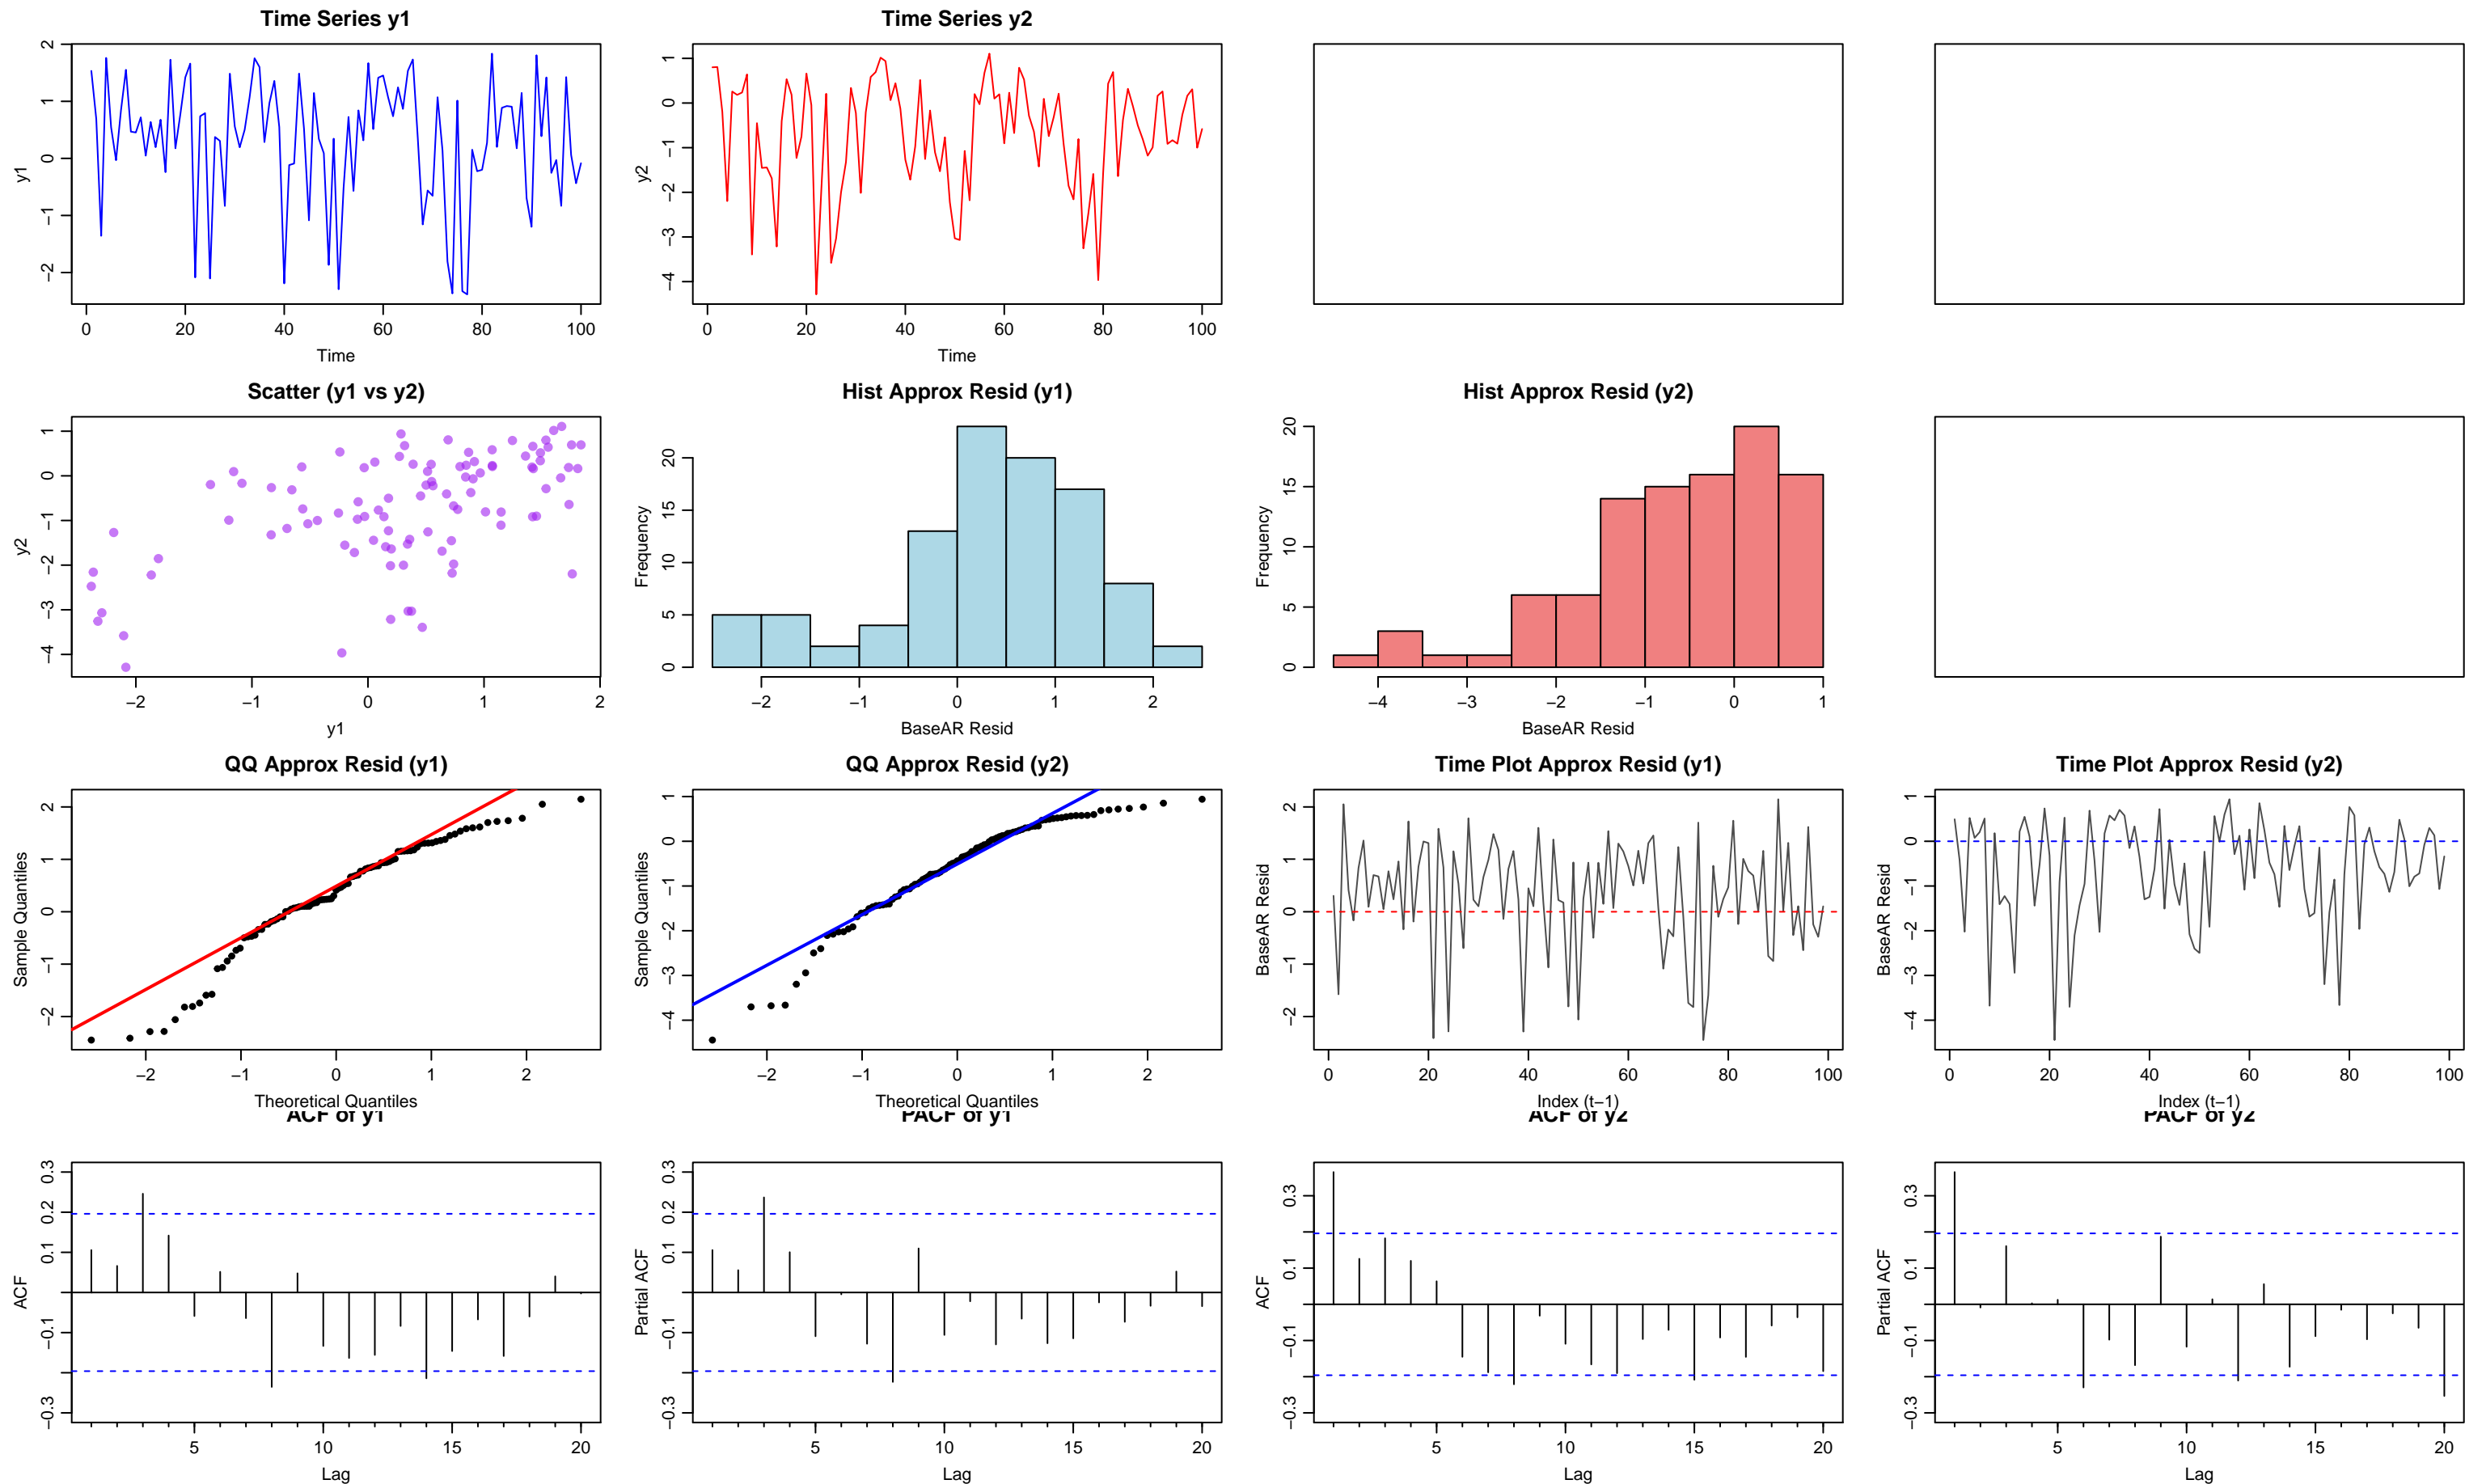 Time Series y1
Time Series y2
y1
2
1
0
−1
−2
0 20 40 60 80 100
Time
y2
1
0
−1
−2
−3
−4
0 20 40 60 80 100
Time
Scatter (y1 vs y2)
Hist Approx Resid (y1)
Hist Approx Resid (y2)
y2
1
0
−1
−2
−3
−4
−2 −1 0 1 2
y1
Frequency
20
15
10
5
0
−2 −1 0 1 2
BaseAR Resid
Frequency
20
15
10
5
0
−4 −3 −2 −1 0 1
BaseAR Resid
QQ Approx Resid (y1)
QQ Approx Resid (y2)
Time Plot Approx Resid (y1)
Time Plot Approx Resid (y2)
Sample Quantiles
2
1
0
−1
−2
−2 −1 0 1 2
Theoretical Quantiles
Sample Quantiles
1
0
−1
−2
−3
−4
−2 −1 0 1 2
Theoretical Quantiles
BaseAR Resid
2
1
0
−1
−2
0 20 40 60 80 100
Index (t−1)
BaseAR Resid
1
0
−1
−2
−3
−4
0 20 40 60 80 100
Index (t−1)
ACF of y1
PACF of y1
ACF of y2
PACF of y2
ACF
0.3
0.2
0.1
−0.1
−0.3
5 10 15 20
Lag
Partial ACF
0.3
0.2
0.1
−0.1
−0.3
5 10 15 20
Lag
ACF
0.3
0.1
−0.1
−0.3
5 10 15 20
Lag
Partial ACF
0.3
0.1
−0.1
−0.3
5 10 15 20
Lag